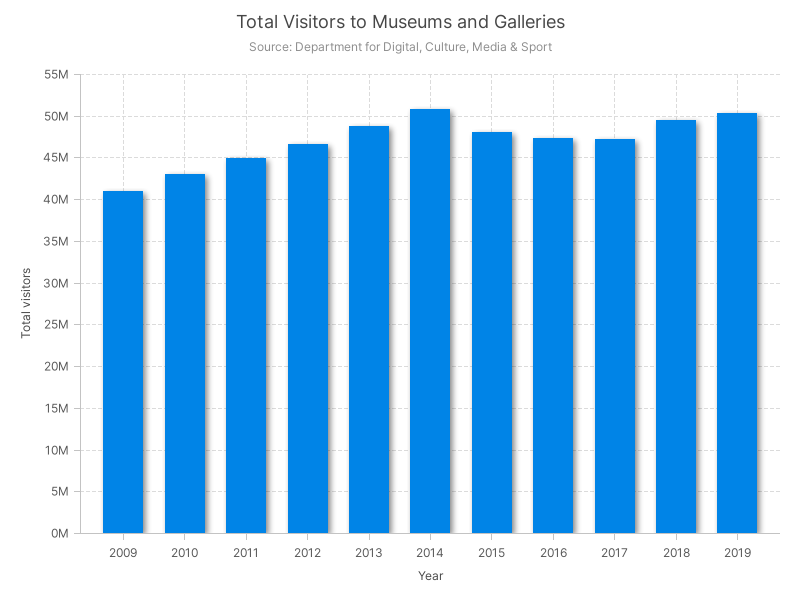 Total Visitors to Museums and Galleries
Source: Department for Digital, Culture, Media & Sport
55M
50M
45M
40M
35M
30M
25M
20M
15M
10M
5M
0M
Total visitors
2009 2010 2011 2012 2013 2014 2015 2016 2017 2018 2019
Year